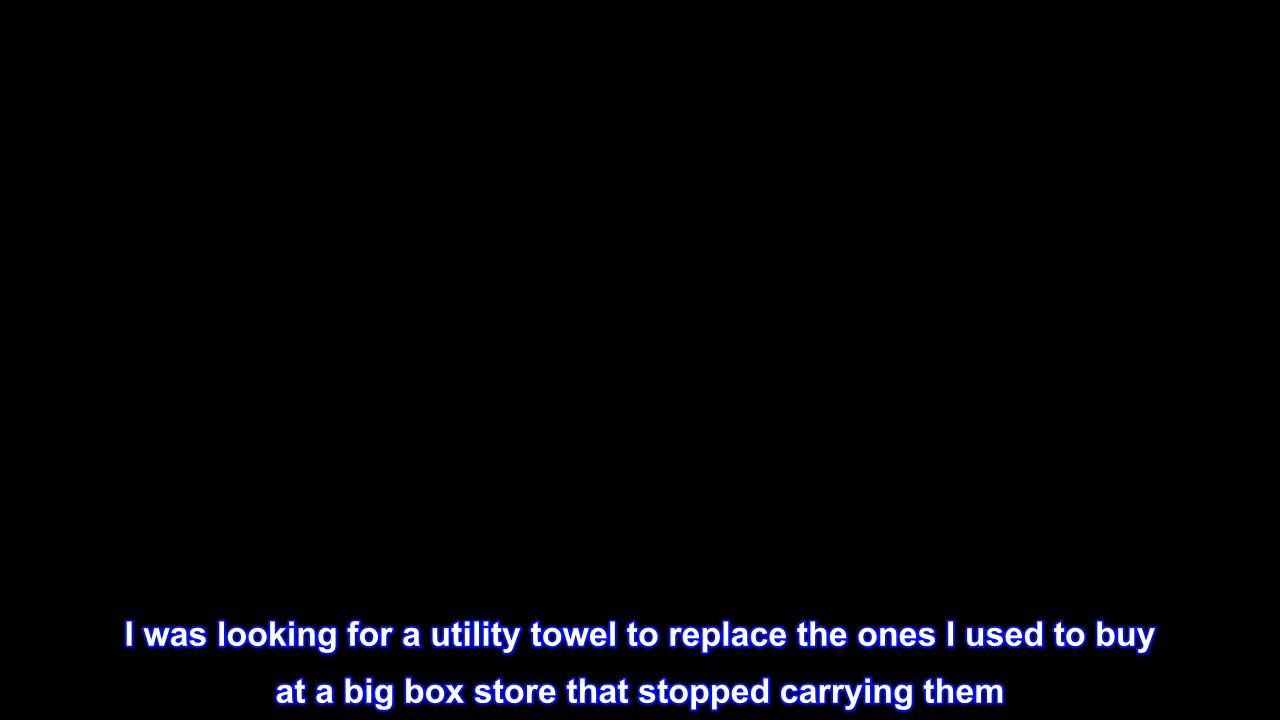 I was looking for a utility towel to replace the ones I used to buy
at a big box store that stopped carrying them